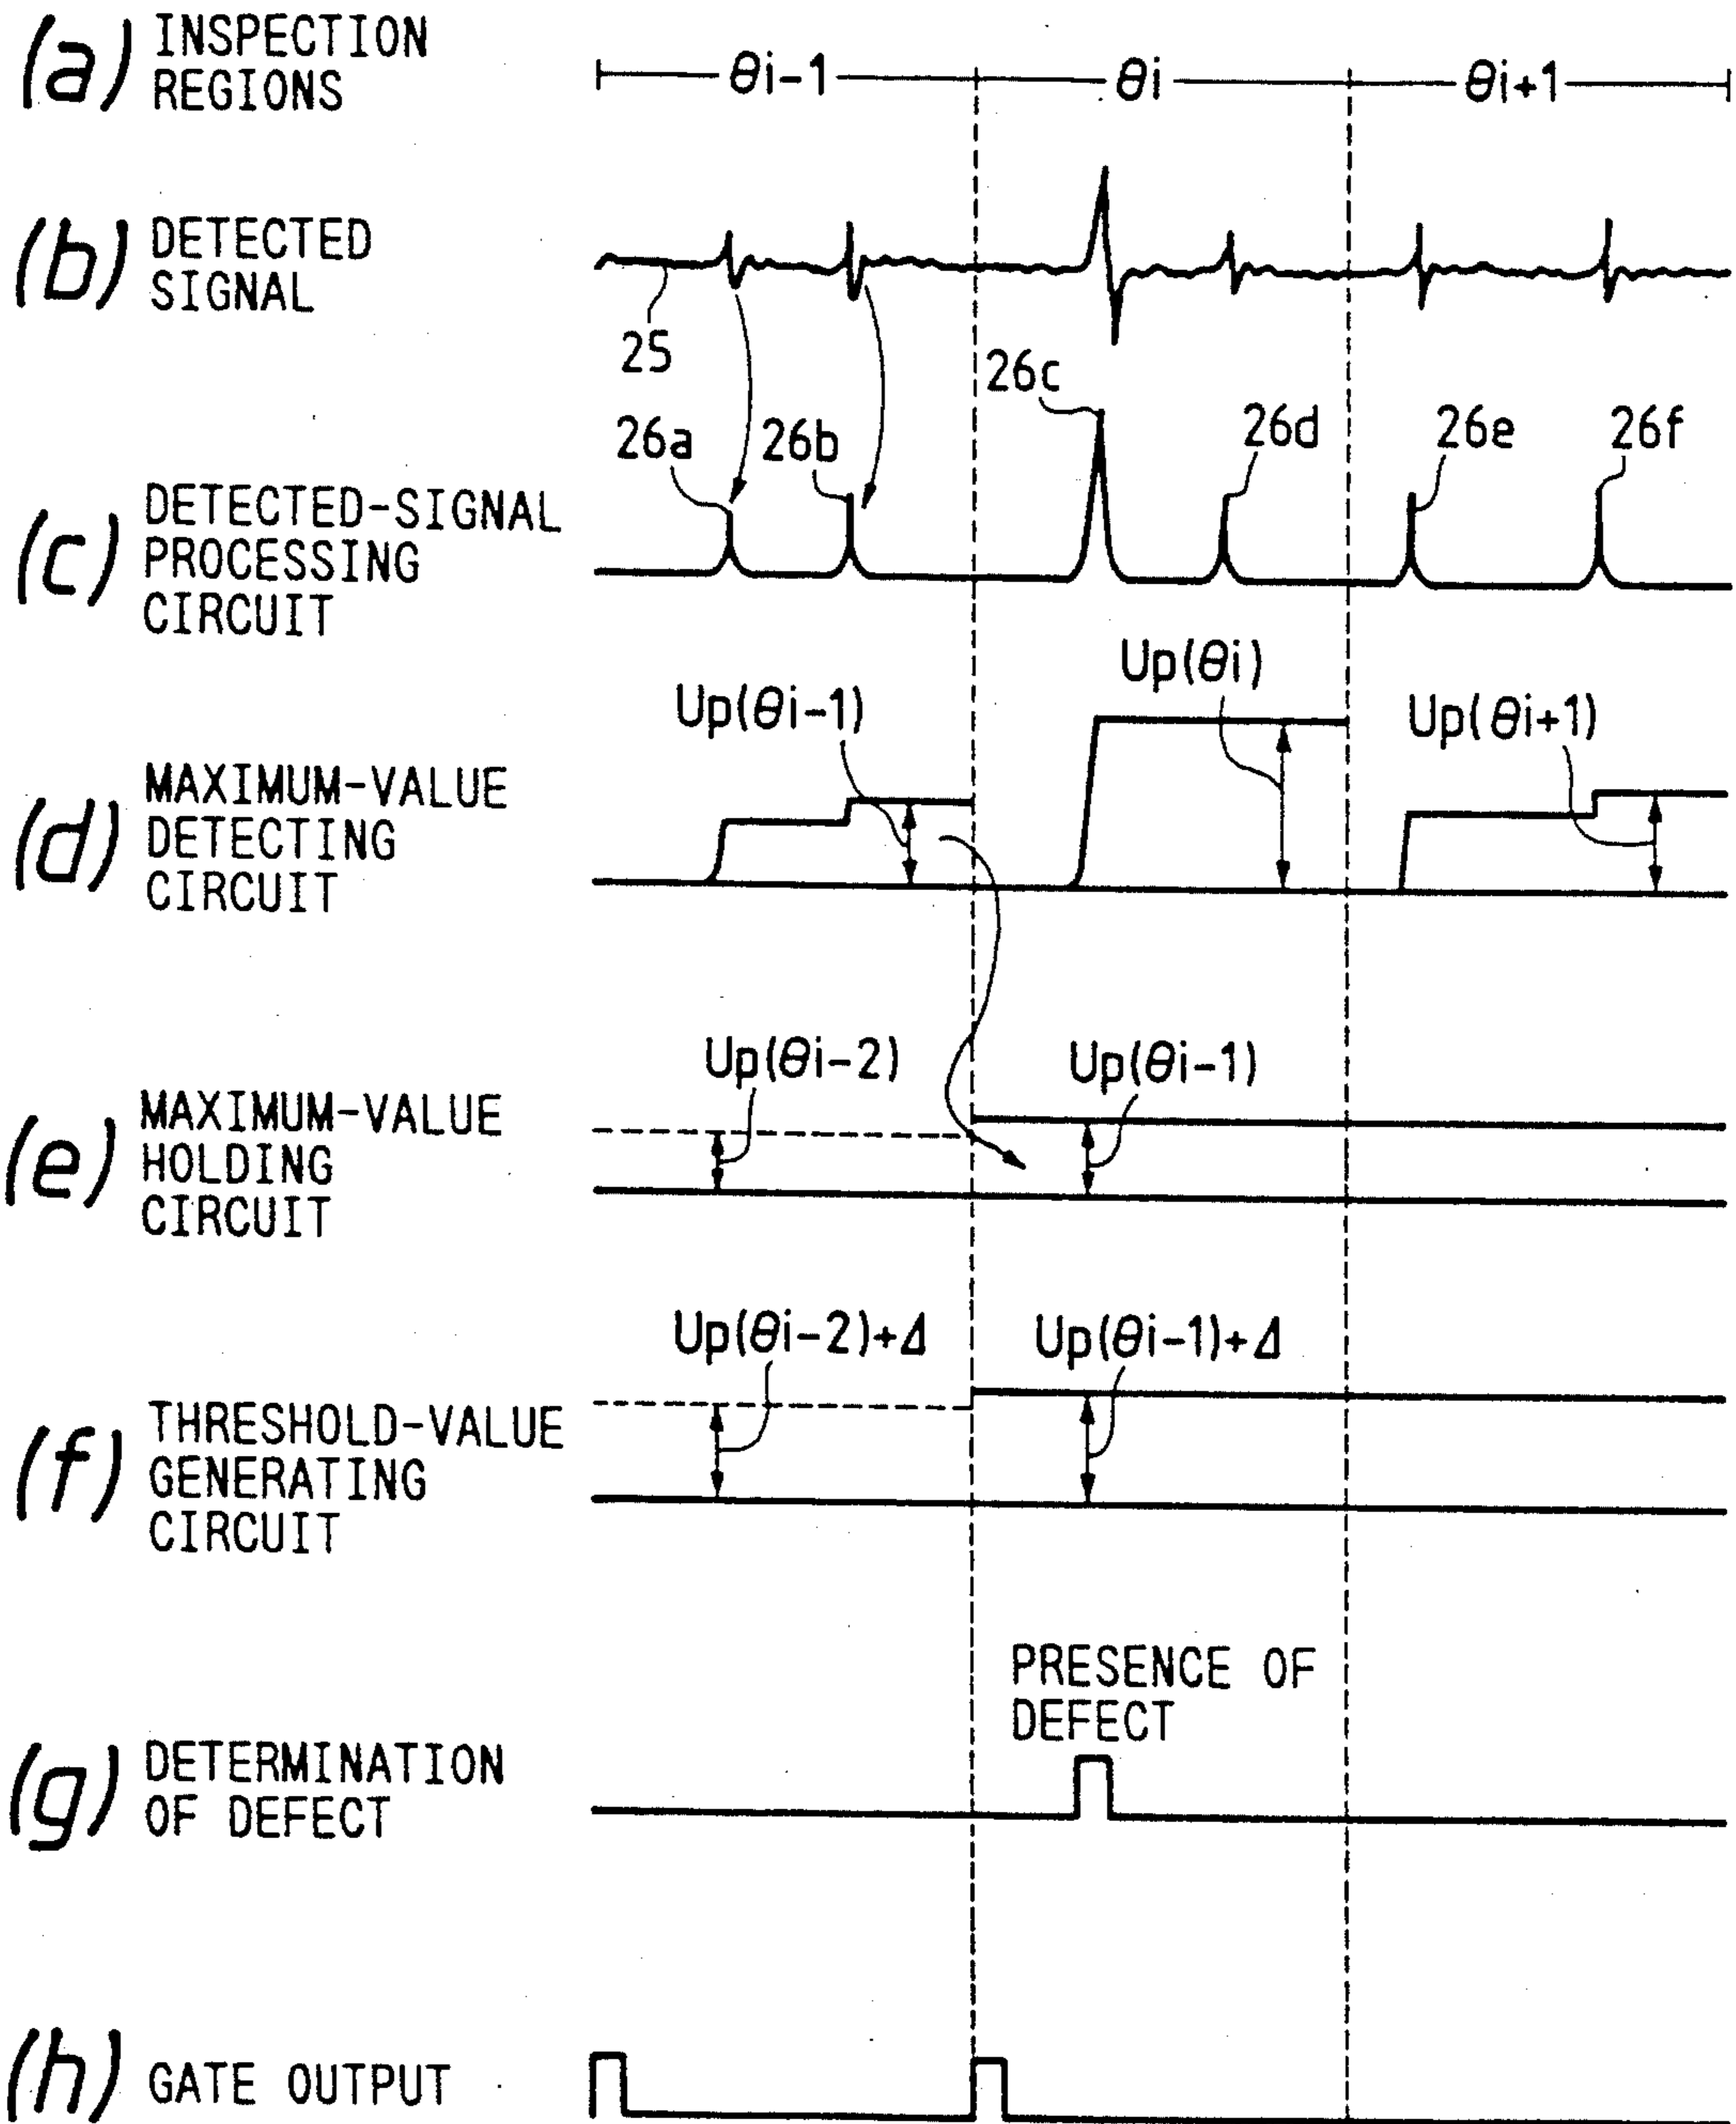 (a) INSPECTION
REGIONS
θi-1 θi θi+1
(b) DETECTED
SIGNAL
25
26a 26b 26c 26d 26e 26f
(c) DETECTED-SIGNAL
PROCESSING
CIRCUIT
Up(θi-1) Up(θi) Up(θi+1)
(d) MAXIMUM-VALUE
DETECTING
CIRCUIT
Up(θi-2) Up(θi-1)
(e) MAXIMUM-VALUE
HOLDING
CIRCUIT
Up(θi-2)+Δ Up(θi-1)+Δ
(f) THRESHOLD-VALUE
GENERATING
CIRCUIT
PRESENCE OF
DEFECT
(g) DETERMINATION
OF DEFECT
(h) GATE OUTPUT